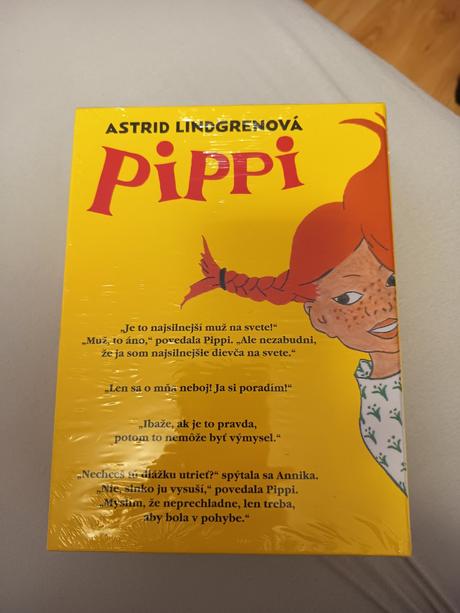 ASTRID LINDGRENOVÁ
PiPPi
„Je to najsilnejší muž na svete!“
„Muž, to áno,“ povedala Pippi. „Ale nezabudni,
že ja som najsilnejšie dievča na svete.“
„Len sa o mňa neboj! Ja si poradím!“
„Ibaže, ak je to pravda,
potom to nemôže byť výmysel.“
„Nechceš tú dlážku utrieť?“ spýtala sa Annika.
„Nie, slnko ju vysuší,“ povedala Pippi.
„Myslím, že neprechladne, len treba,
aby bola v pohybe.“